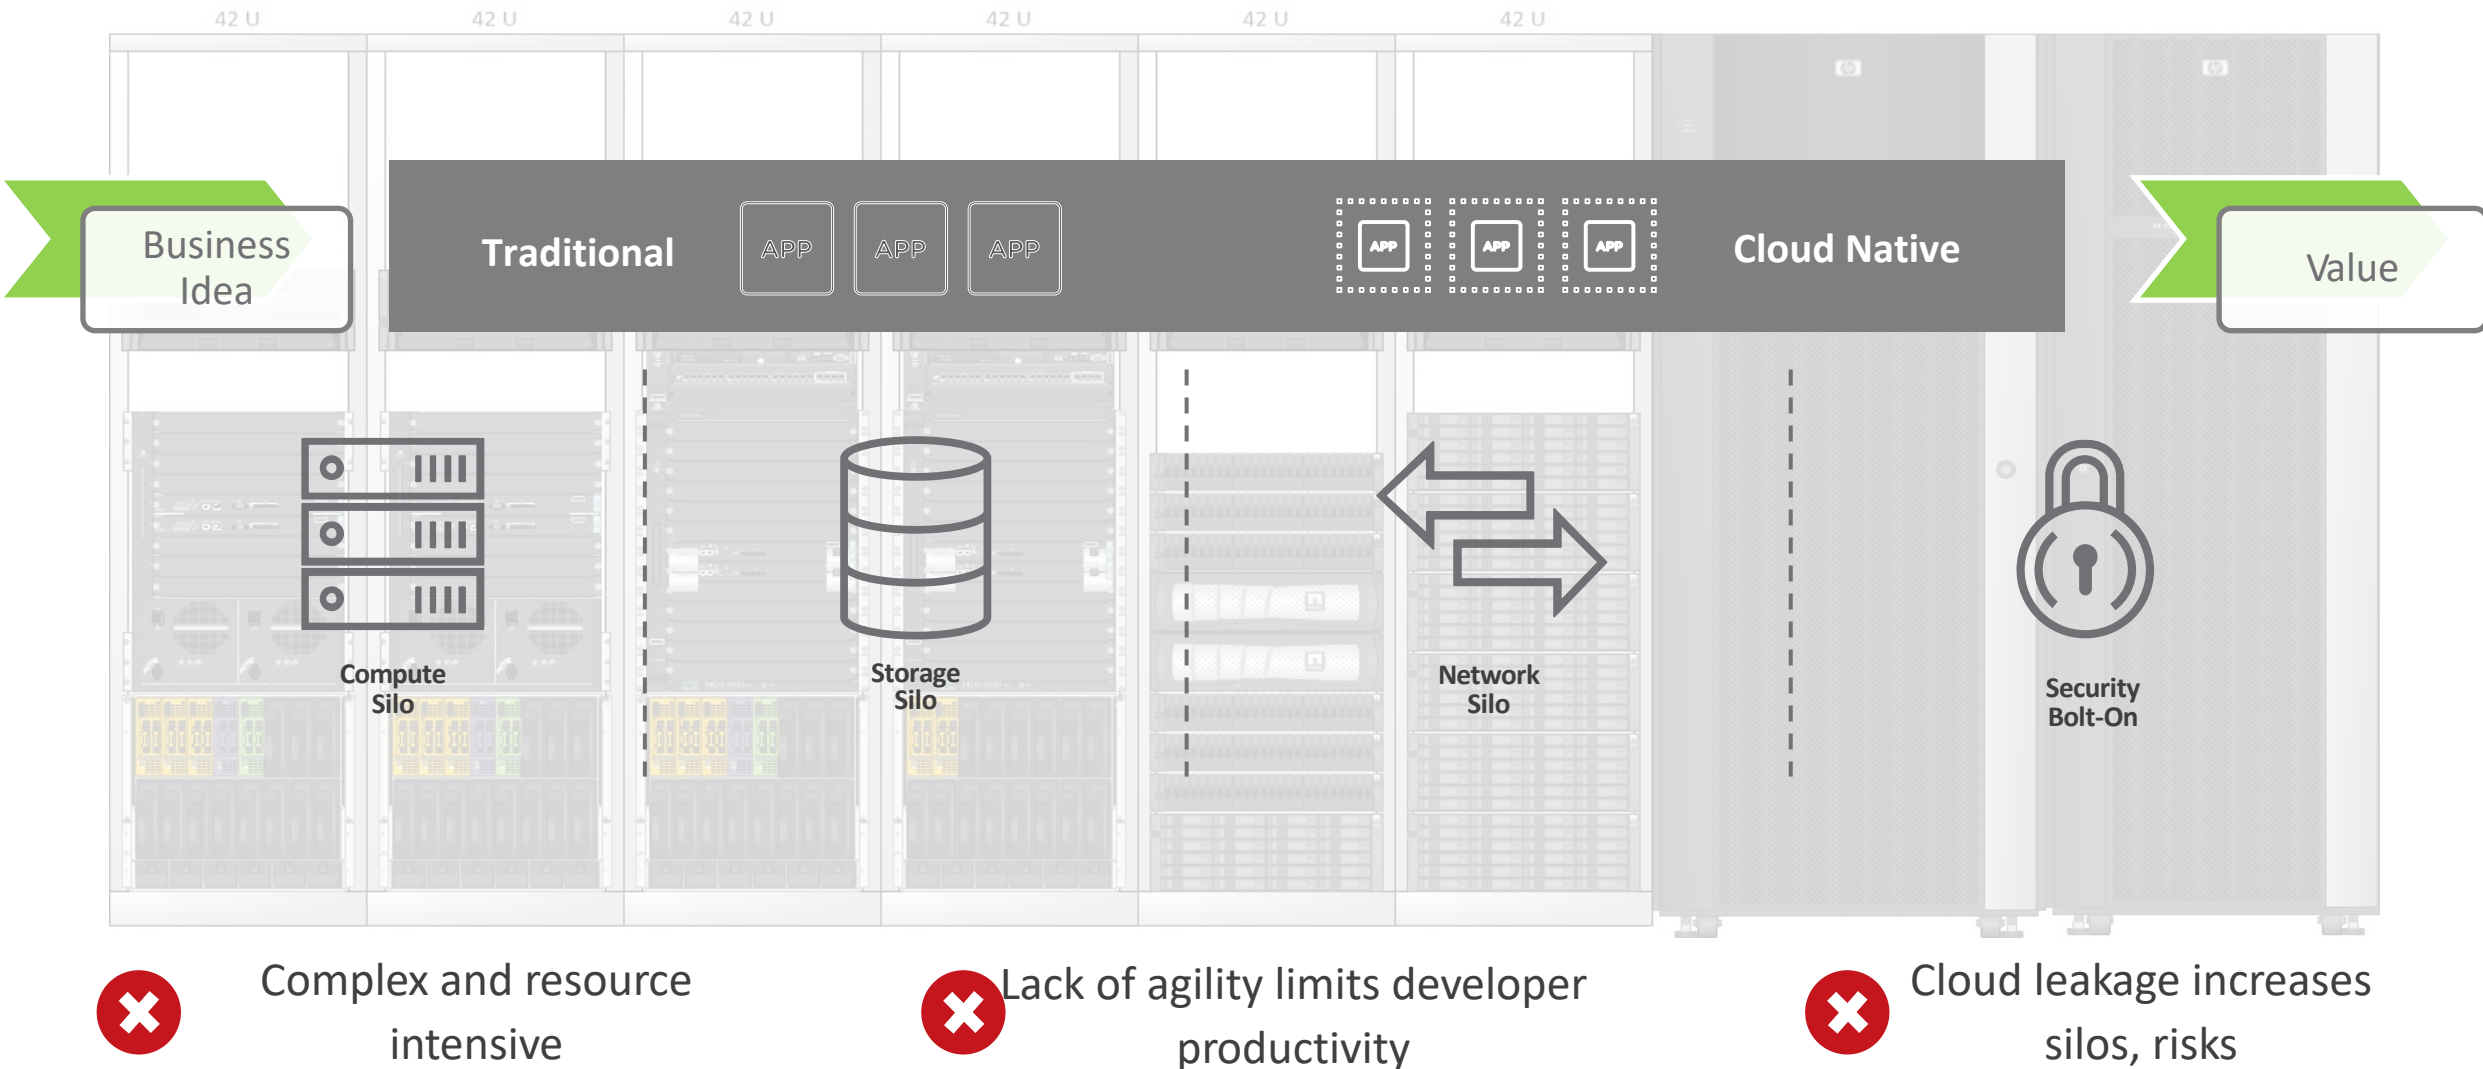 42 U
42 U
42 U
42 U
42 U
42 U
Business
Idea
Traditional
APP
APP
APP
APP
APP
APP
Cloud Native
Value
Compute
Silo
Storage
Silo
Network
Silo
Security
Bolt-On
Complex and resource
intensive
Lack of agility limits developer
productivity
Cloud leakage increases
silos, risks